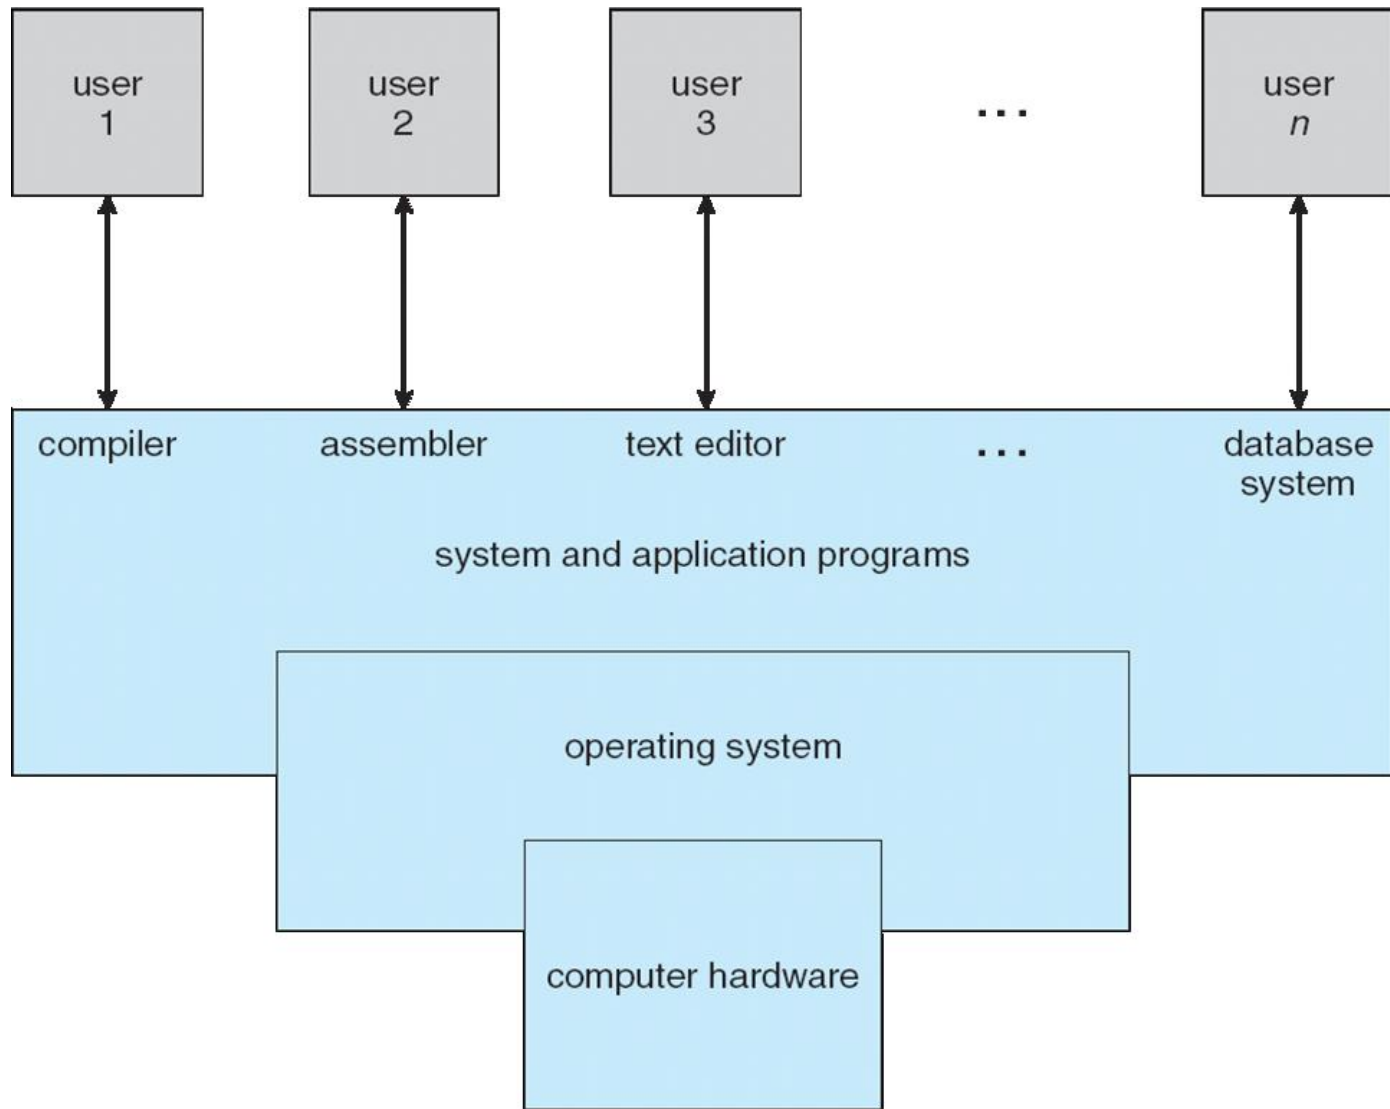 user
1
user
2
user
3
...
user
n
compiler
assembler
text editor
...
database
system
system and application programs
operating system
computer hardware